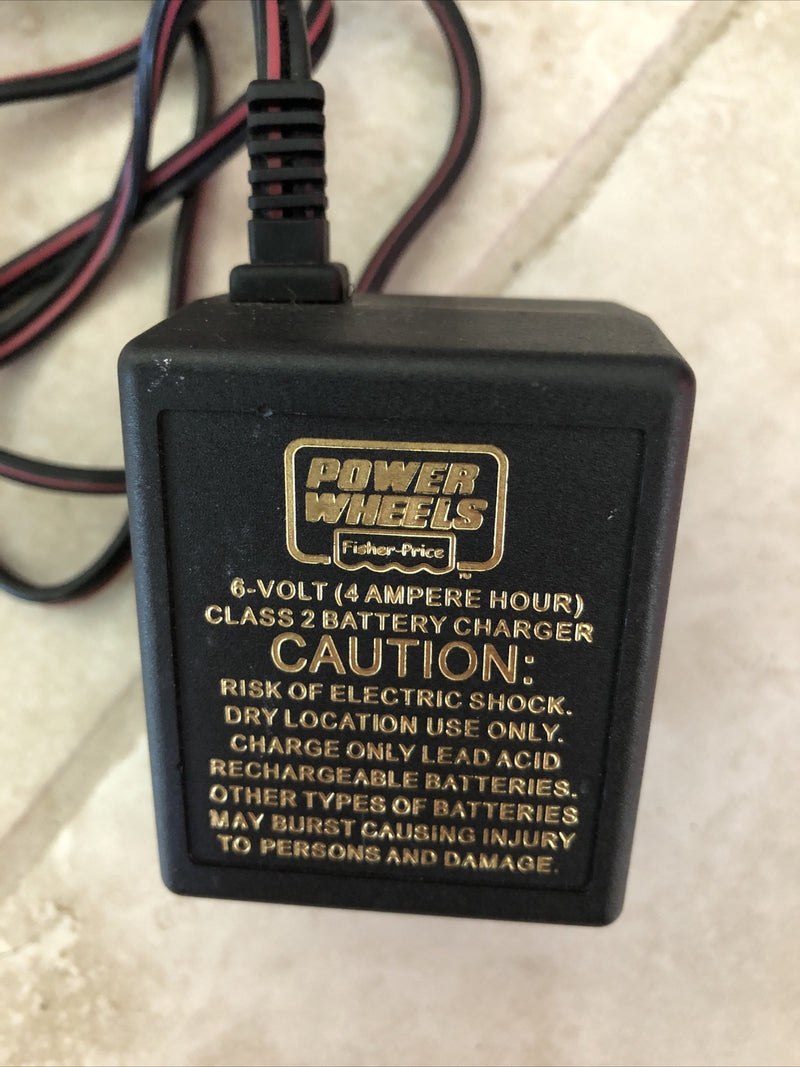 POWER
WHEELS
Fisher-Price
™
6-VOLT (4 AMPERE HOUR)
CLASS 2 BATTERY CHARGER
CAUTION:
RISK OF ELECTRIC SHOCK.
DRY LOCATION USE ONLY.
CHARGE ONLY LEAD ACID
RECHARGEABLE BATTERIES.
OTHER TYPES OF BATTERIES
MAY BURST CAUSING INJURY
TO PERSONS AND DAMAGE.